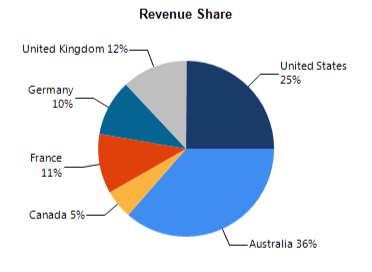 Revenue Share
United Kingdom 12%
United States
25%
Germany
10%
France
11%
Canada 5%
Australia 36%